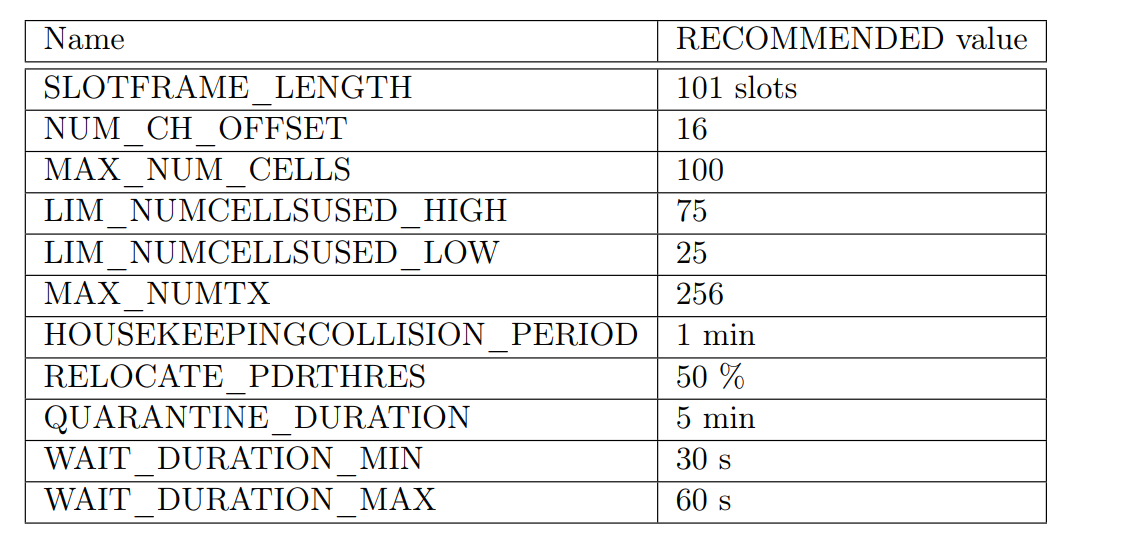 Name RECOMMENDED value
SLOTFRAME_LENGTH 101 slots
NUM_CH_OFFSET 16
MAX_NUM_CELLS 100
LIM_NUMCELLSUSED_HIGH 75
LIM_NUMCELLSUSED_LOW 25
MAX_NUMTX 256
HOUSEKEEPINGCOLLISION_PERIOD 1 min
RELOCATE_PDRTHRES 50 %
QUARANTINE_DURATION 5 min
WAIT_DURATION_MIN 30 s
WAIT_DURATION_MAX 60 s